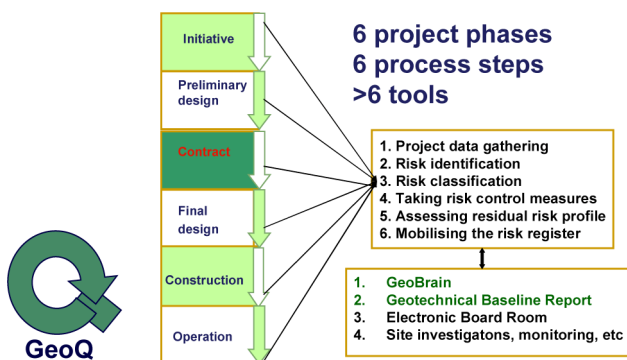 Initiative
Preliminary
design
Contract
Final
design
Construction
Operation
6 project phases
6 process steps
>6 tools
1. Project data gathering
2. Risk identification
3. Risk classification
4. Taking risk control measures
5. Assessing residual risk profile
6. Mobilising the risk register
1. GeoBrain
2. Geotechnical Baseline Report
3. Electronic Board Room
4. Site investigatons, monitoring, etc
GeoQ